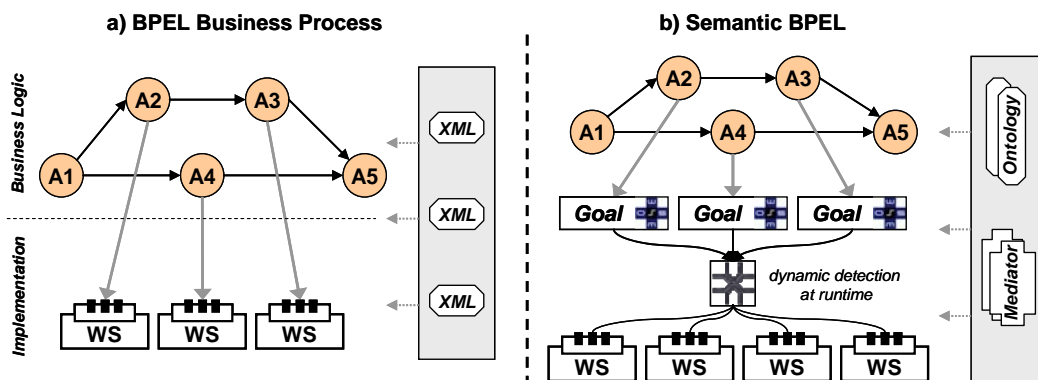 a) BPEL Business Process
Business Logic
Implementation
A2
A3
A1
A4
A5
XML
XML
XML
WS
WS
WS
b) Semantic BPEL
A2
A3
A1
A4
A5
Goal
Goal
Goal
dynamic detection
at runtime
WS
WS
WS
WS
Ontology
Mediator